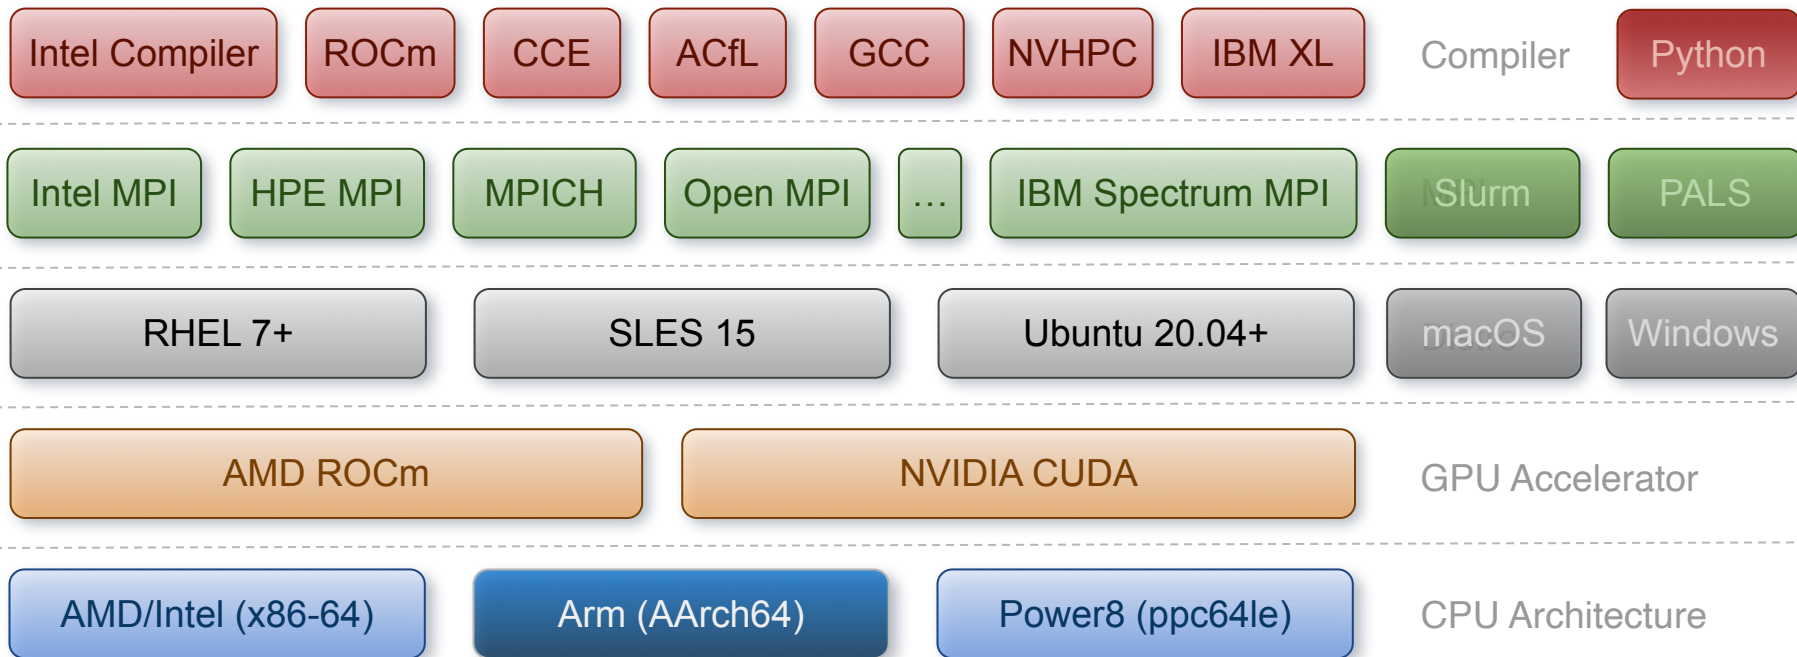 Intel Compiler ROCm CCE ACfL GCC NVHPC IBM XL Compiler Python
Intel MPI HPE MPI MPICH Open MPI ... IBM Spectrum MPI Slurm PALS
RHEL 7+ SLES 15 Ubuntu 20.04+ macOS Windows
AMD ROCm NVIDIA CUDA GPU Accelerator
AMD/Intel (x86-64) Arm (AArch64) Power8 (ppc64le) CPU Architecture